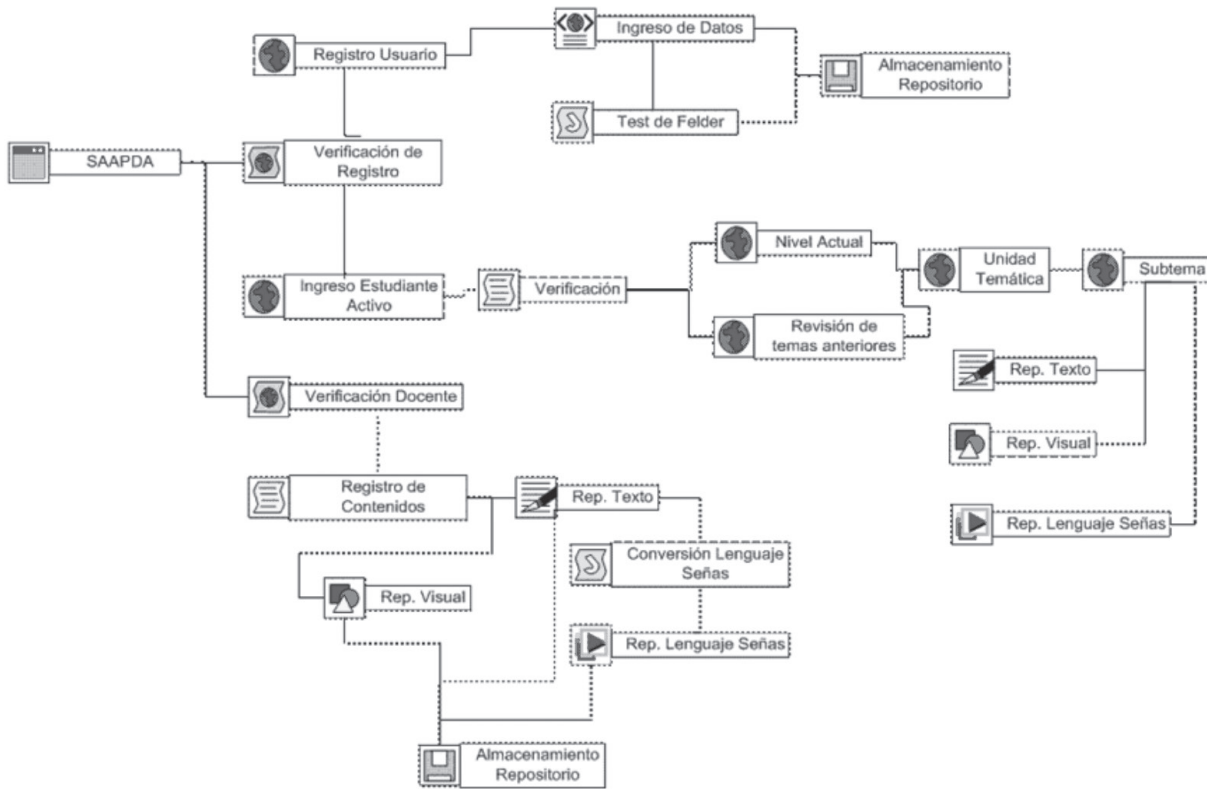 Registro Usuario
Ingreso de Datos
Almacenamiento
Repositorio
Test de Felder
SAAPDA
Verificación de
Registro
Ingreso Estudiante
Activo
Verificación
Nivel Actual
Revisión de
temas anteriores
Unidad
Temática
Subtema
Rep. Texto
Rep. Visual
Rep. Lenguaje Señas
Verificación Docente
Registro de
Contenidos
Rep. Texto
Conversión Lenguaje
Señas
Rep. Visual
Rep. Lenguaje Señas
Almacenamiento
Repositorio